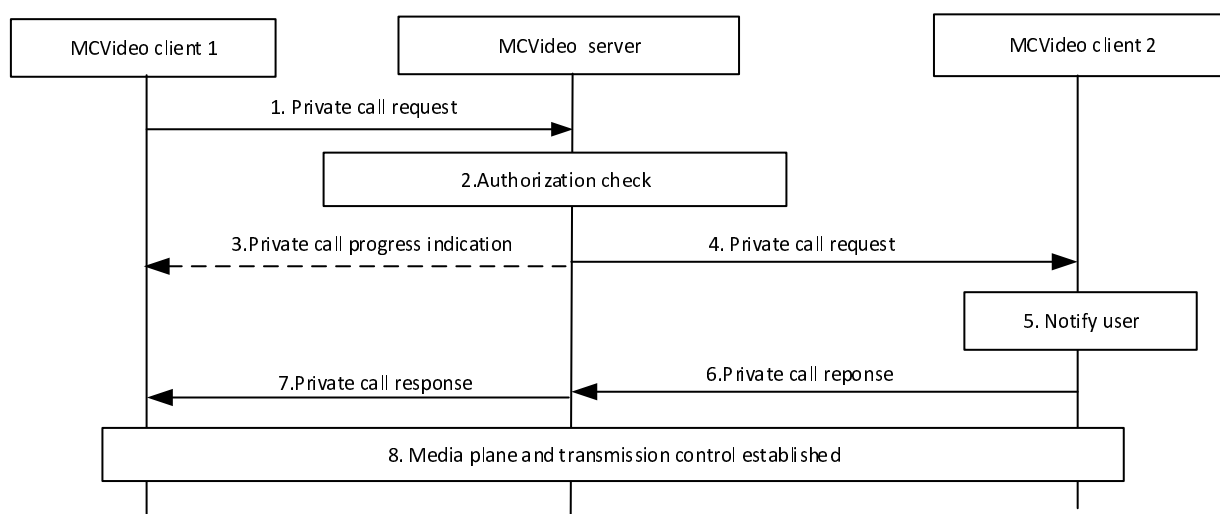 MCVideo client 1
MCVideo server
MCVideo client 2
1. Private call request
2.Authorization check
3.Private call progress indication
4. Private call request
5. Notify user
6.Private call reponse
7.Private call response
8. Media plane and transmission control established